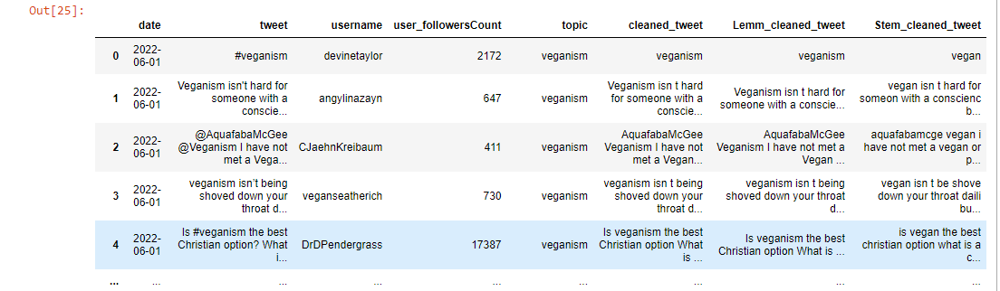 Out[25]:
date tweet username user_followersCount topic cleaned_tweet Lemm_cleaned_tweet Stem_cleaned_tweet
0 2022-06-01 #veganism devinetaylor 2172 veganism veganism veganism vegan
1 2022-06-01 Veganism isn't hard for someone with a conscie... angylinazayn 647 veganism Veganism isn t hard for someone with a conscie... Veganism isn t hard for someone with a conscie... vegan isn t hard for someon with a conscienc b...
2 2022-06-01 @AquafabaMcGee @Veganism I have not met a Vega... CJaehnKreibaum 411 veganism AquafabaMcGee Veganism I have not met a Vegan... AquafabaMcGee Veganism I have not met a Vegan ... aquafabamcge vegan i have not met a vegan or p...
3 2022-06-01 veganism isn’t being shoved down your throat d... veganseatherich 730 veganism veganism isn t being shoved down your throat d... veganism isn t being shoved down your throat d... vegan isn t be shove down your throat daili bu...
4 2022-06-01 Is #veganism the best Christian option? What i... DrDPendergrass 17387 veganism Is veganism the best Christian option What is ... Is veganism the best Christian option What is ... is vegan the best christian option what is a c...
... ... ... ... ... ... ... ... ...